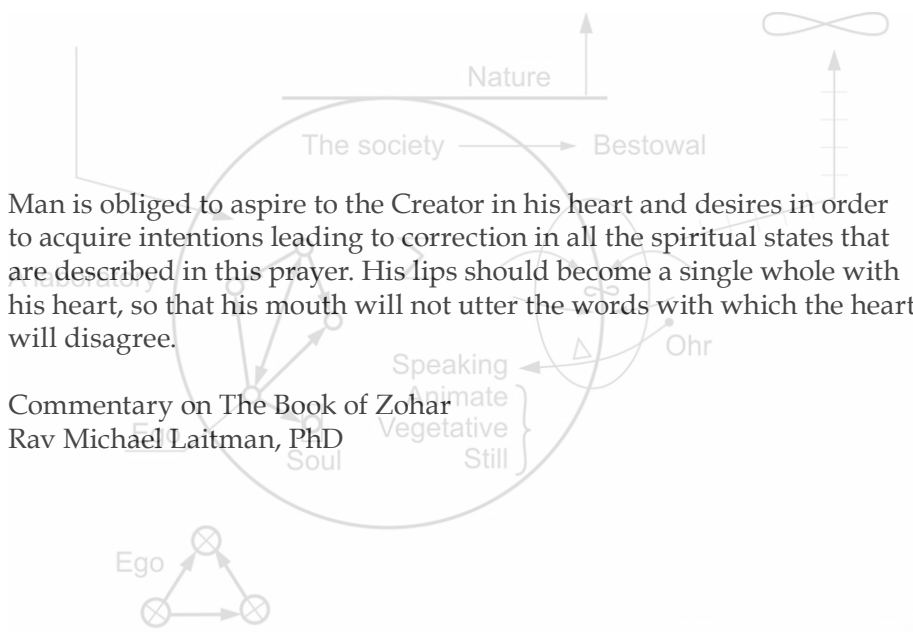 Nature
The society Bestowal
Man is obliged to aspire to the Creator in his heart and desires in order
to acquire intentions leading to correction in all the spiritual states that
are described in this prayer. His lips should become a single whole with
A laboratory
his heart, so that his mouth will not utter the words with which the heart
will disagree.
Ohr
Speaking
Animate
Commentary on The Book of Zohar
Vegetative
Ego
Rav Michael Laitman, PhD
Soul
Still
Ego